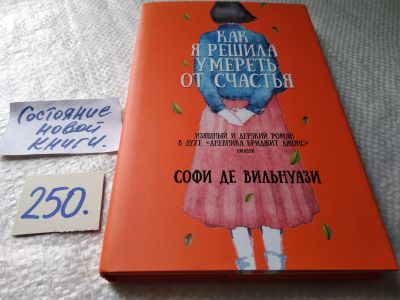 Состояние
новой
книги.
250.
КАК
Я РЕШИЛА
УМЕРЕТЬ
ОТ СЧАСТЬЯ
ИЗЯЩНЫЙ И ДЕРЗКИЙ РОМАН
В ДУХЕ «ДНЕВНИКА БРИДЖИТ ДЖОНС»
AMAZON
СОФИ ДЕ ВИЛЬНУАЗИ